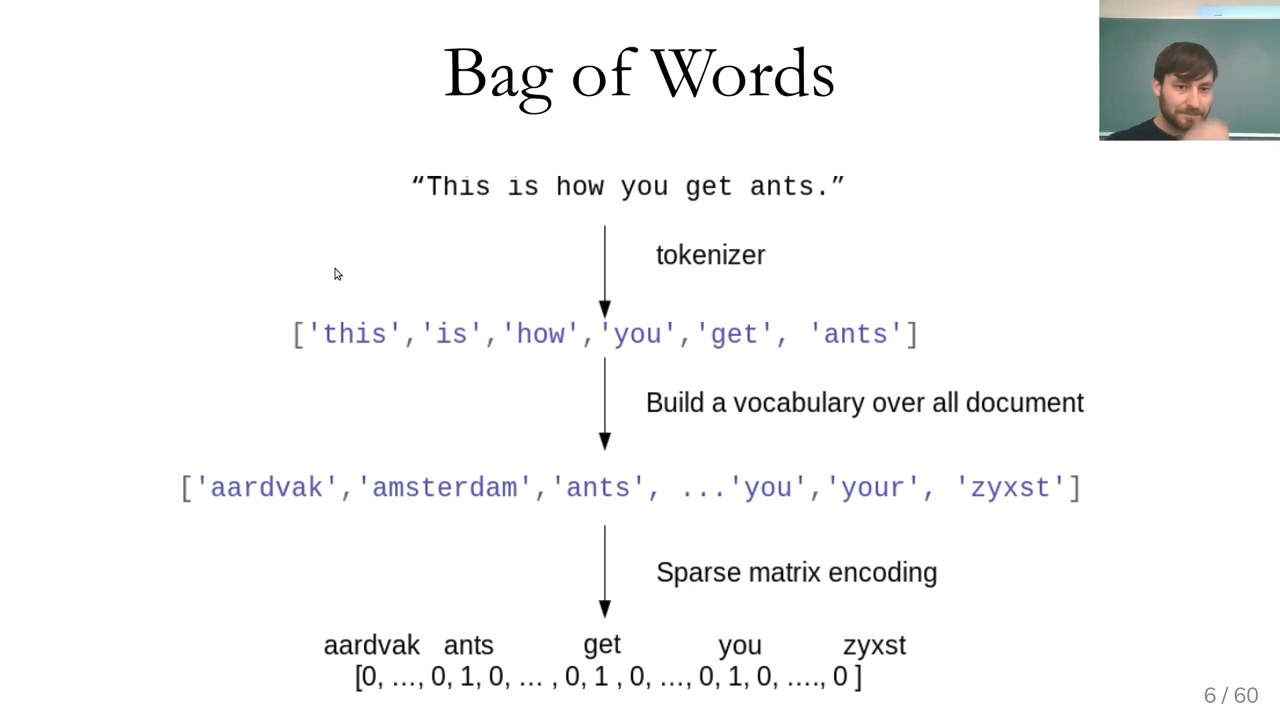 Bag of Words
“This is how you get ants.”
tokenizer
['this','is','how','you','get', 'ants']
Build a vocabulary over all document
['aardvak','amsterdam','ants', ...'you','your', 'zyxst']
Sparse matrix encoding
aardvak ants get you zyxst
[0, …, 0, 1, 0, … , 0, 1 , 0, …, 0, 1, 0, …., 0 ]
6 / 60